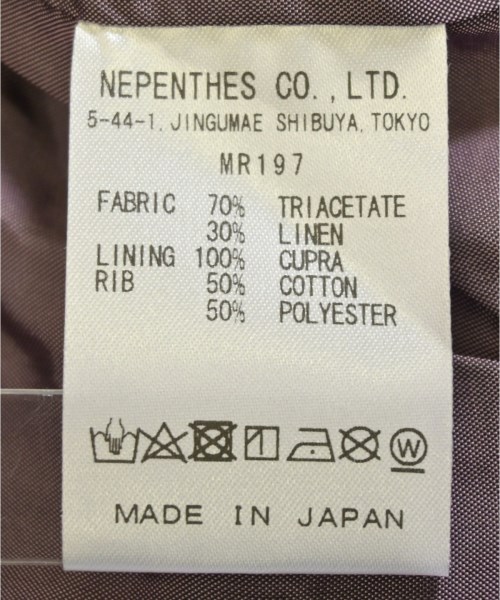 NEPENTHES CO., LTD.
5-44-1, JINGUMAE SHIBUYA, TOKYO
MR197
FABRIC 70% TRIACETATE
30% LINEN
LINING 100% CUPRA
RIB 50% COTTON
50% POLYESTER
W
MADE IN JAPAN